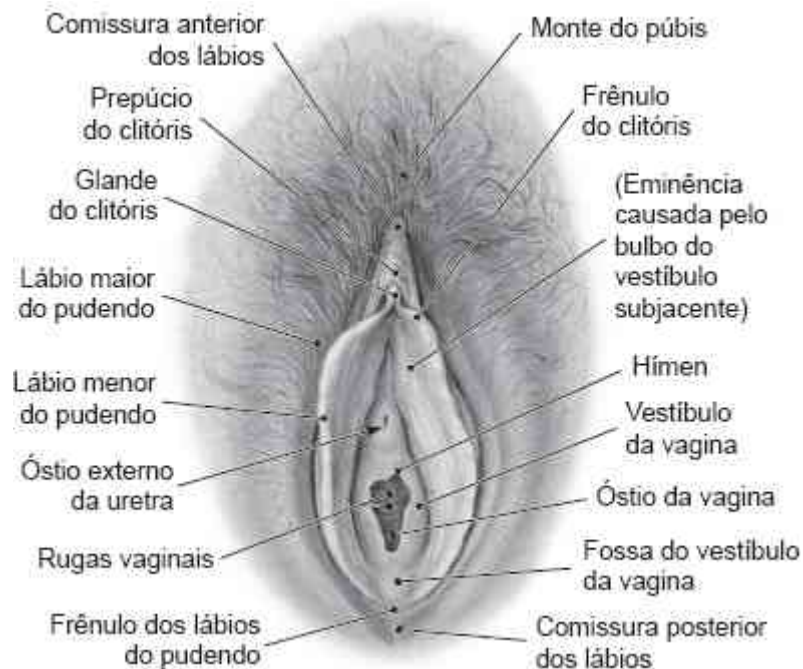 Comissura anterior
dos lábios
Prepúcio
do clitóris
Glande
do clitóris
Lábio maior
do pudendo
Lábio menor
do pudendo
Óstio externo
da uretra
Rugas vaginais
Frênulo dos lábios
do pudendo
Monte do púbis
Frênulo
do clitóris
(Eminência
causada pelo
bulbo do
vestíbulo
subjacente)
Hímen
Vestíbulo
da vagina
Óstio da vagina
Fossa do vestíbulo
da vagina
Comissura posterior
dos lábios